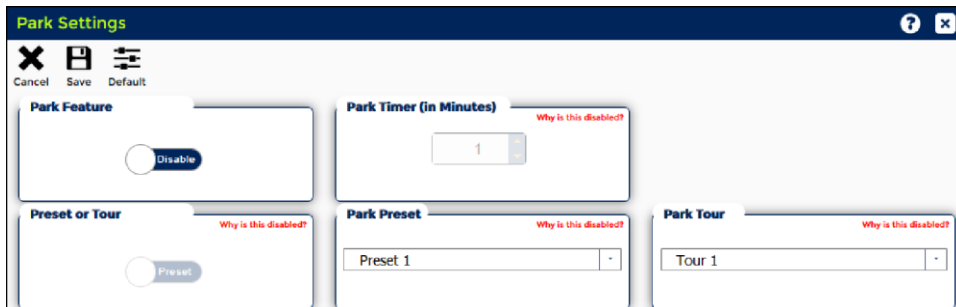 Park Settings
?
Cancel Save Default
Park Feature
Disable
Park Timer (in Minutes)
Why is this disabled?
1
Preset or Tour
Why is this disabled?
Preset
Park Preset
Why is this disabled?
Preset 1
Park Tour
Why is this disabled?
Tour 1